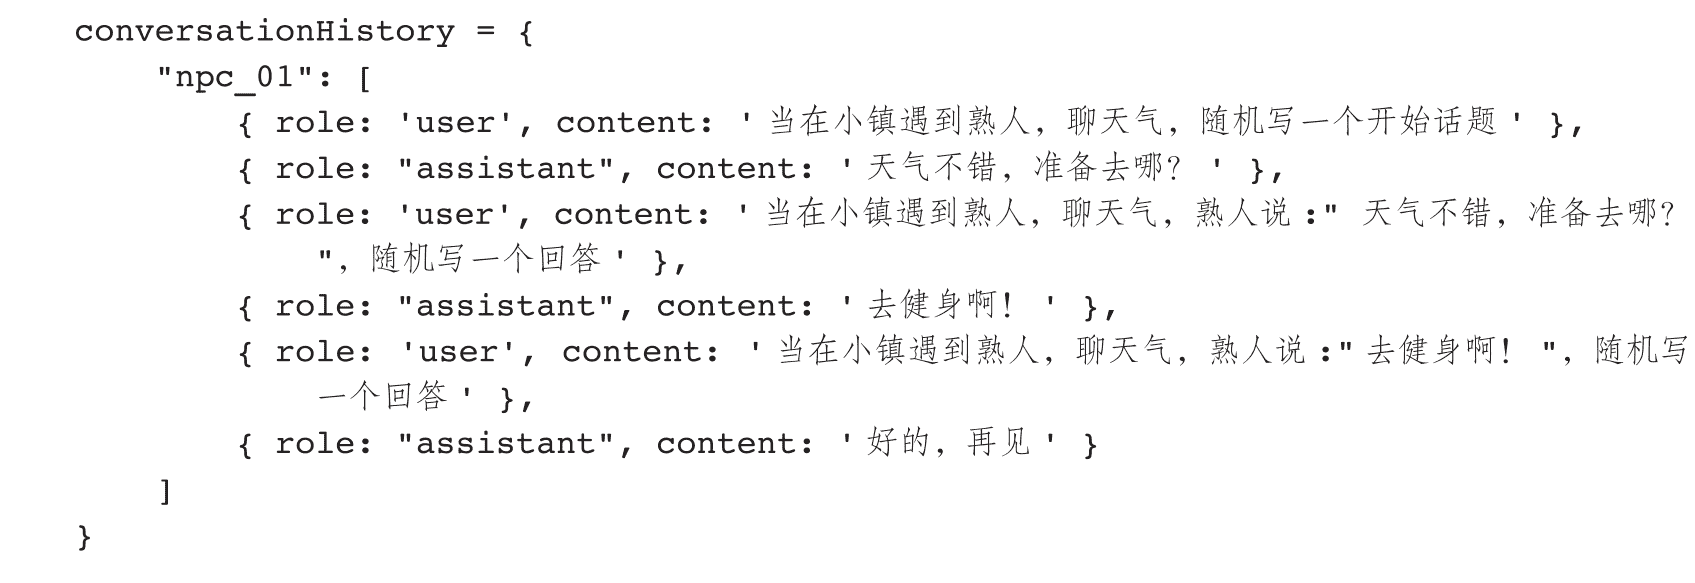 conversationHistory = {
"npc_01": [
{ role: 'user', content: '当在小镇遇到熟人，聊天气，随机写一个开始话题' },
{ role: "assistant", content: '天气不错，准备去哪？' },
{ role: 'user', content: '当在小镇遇到熟人，聊天气，熟人说:"天气不错，准备去哪？
"，随机写一个回答' },
{ role: "assistant", content: '去健身啊！' },
{ role: 'user', content: '当在小镇遇到熟人，聊天气，熟人说:"去健身啊！"，随机写
一个回答' },
{ role: "assistant", content: '好的，再见' }
]
}